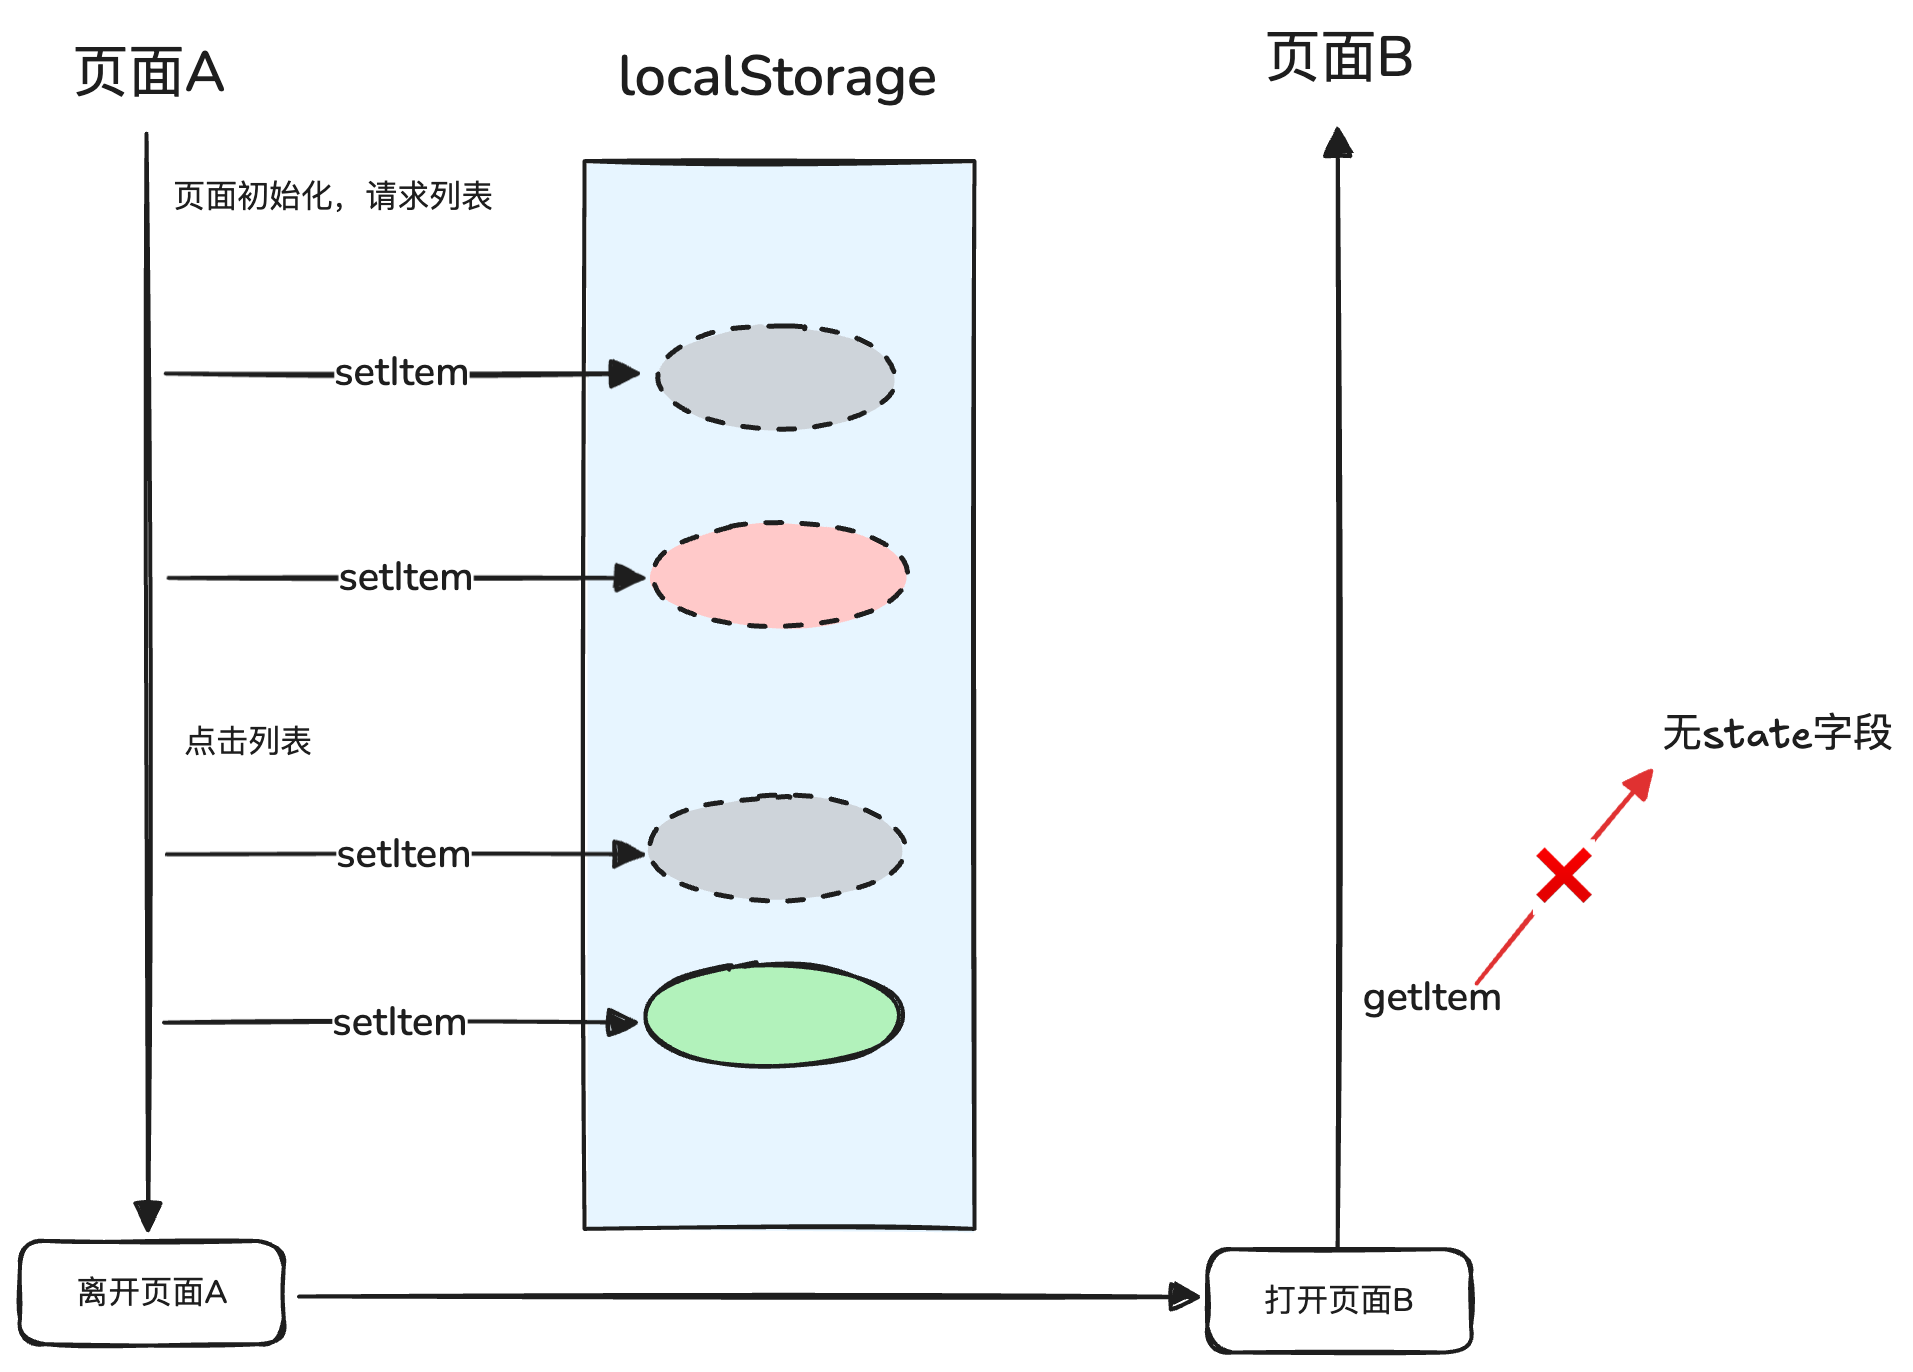 页面A
localStorage
页面B
页面初始化，请求列表
setItem
setItem
点击列表
无state字段
setItem
getItem
setItem
离开页面A
打开页面B